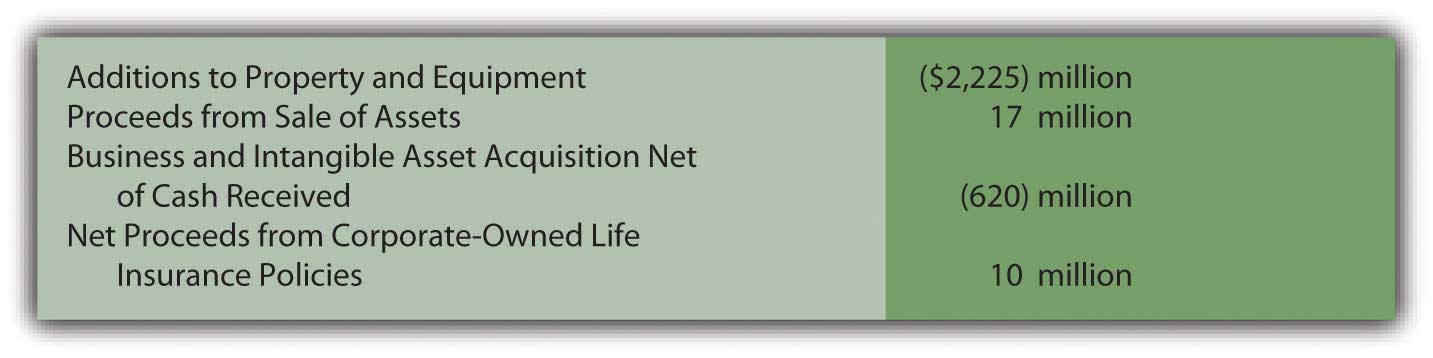 Additions to Property and Equipment ($2,225) million
Proceeds from Sale of Assets 17 million
Business and Intangible Asset Acquisition Net
of Cash Received (620) million
Net Proceeds from Corporate-Owned Life
Insurance Policies 10 million